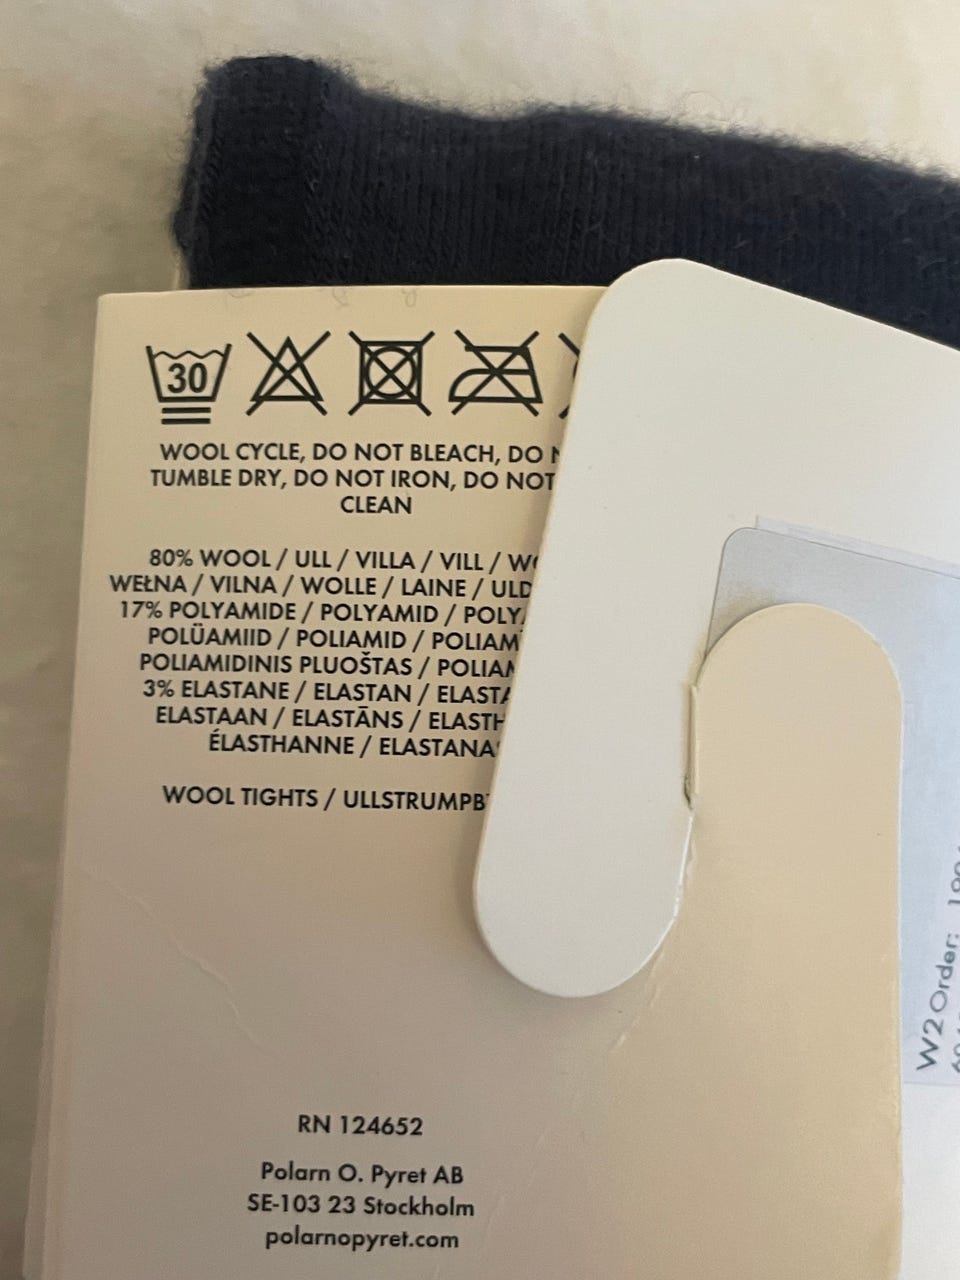 30
WOOL CYCLE, DO NOT BLEACH, DO
TUMBLE DRY, DO NOT IRON, DO NOT
CLEAN
80% WOOL / ULL / VILLA / VILL /
WEŁNA / VILNA / WOLLE / LAINE / ULD
17% POLYAMIDE / POLYAMID /
POLÜAMIID / POLIAMID /
POLIAMIDINIS PLUOŠTAS /
3% ELASTANE / ELASTAN /
ELASTAAN / ELASTĀNS /
ÉLASTHANNE /
WOOL TIGHTS /
RN 124652
Polarn O. Pyret AB
SE-103 23 Stockholm
polarnopyret.com
W2 Order: